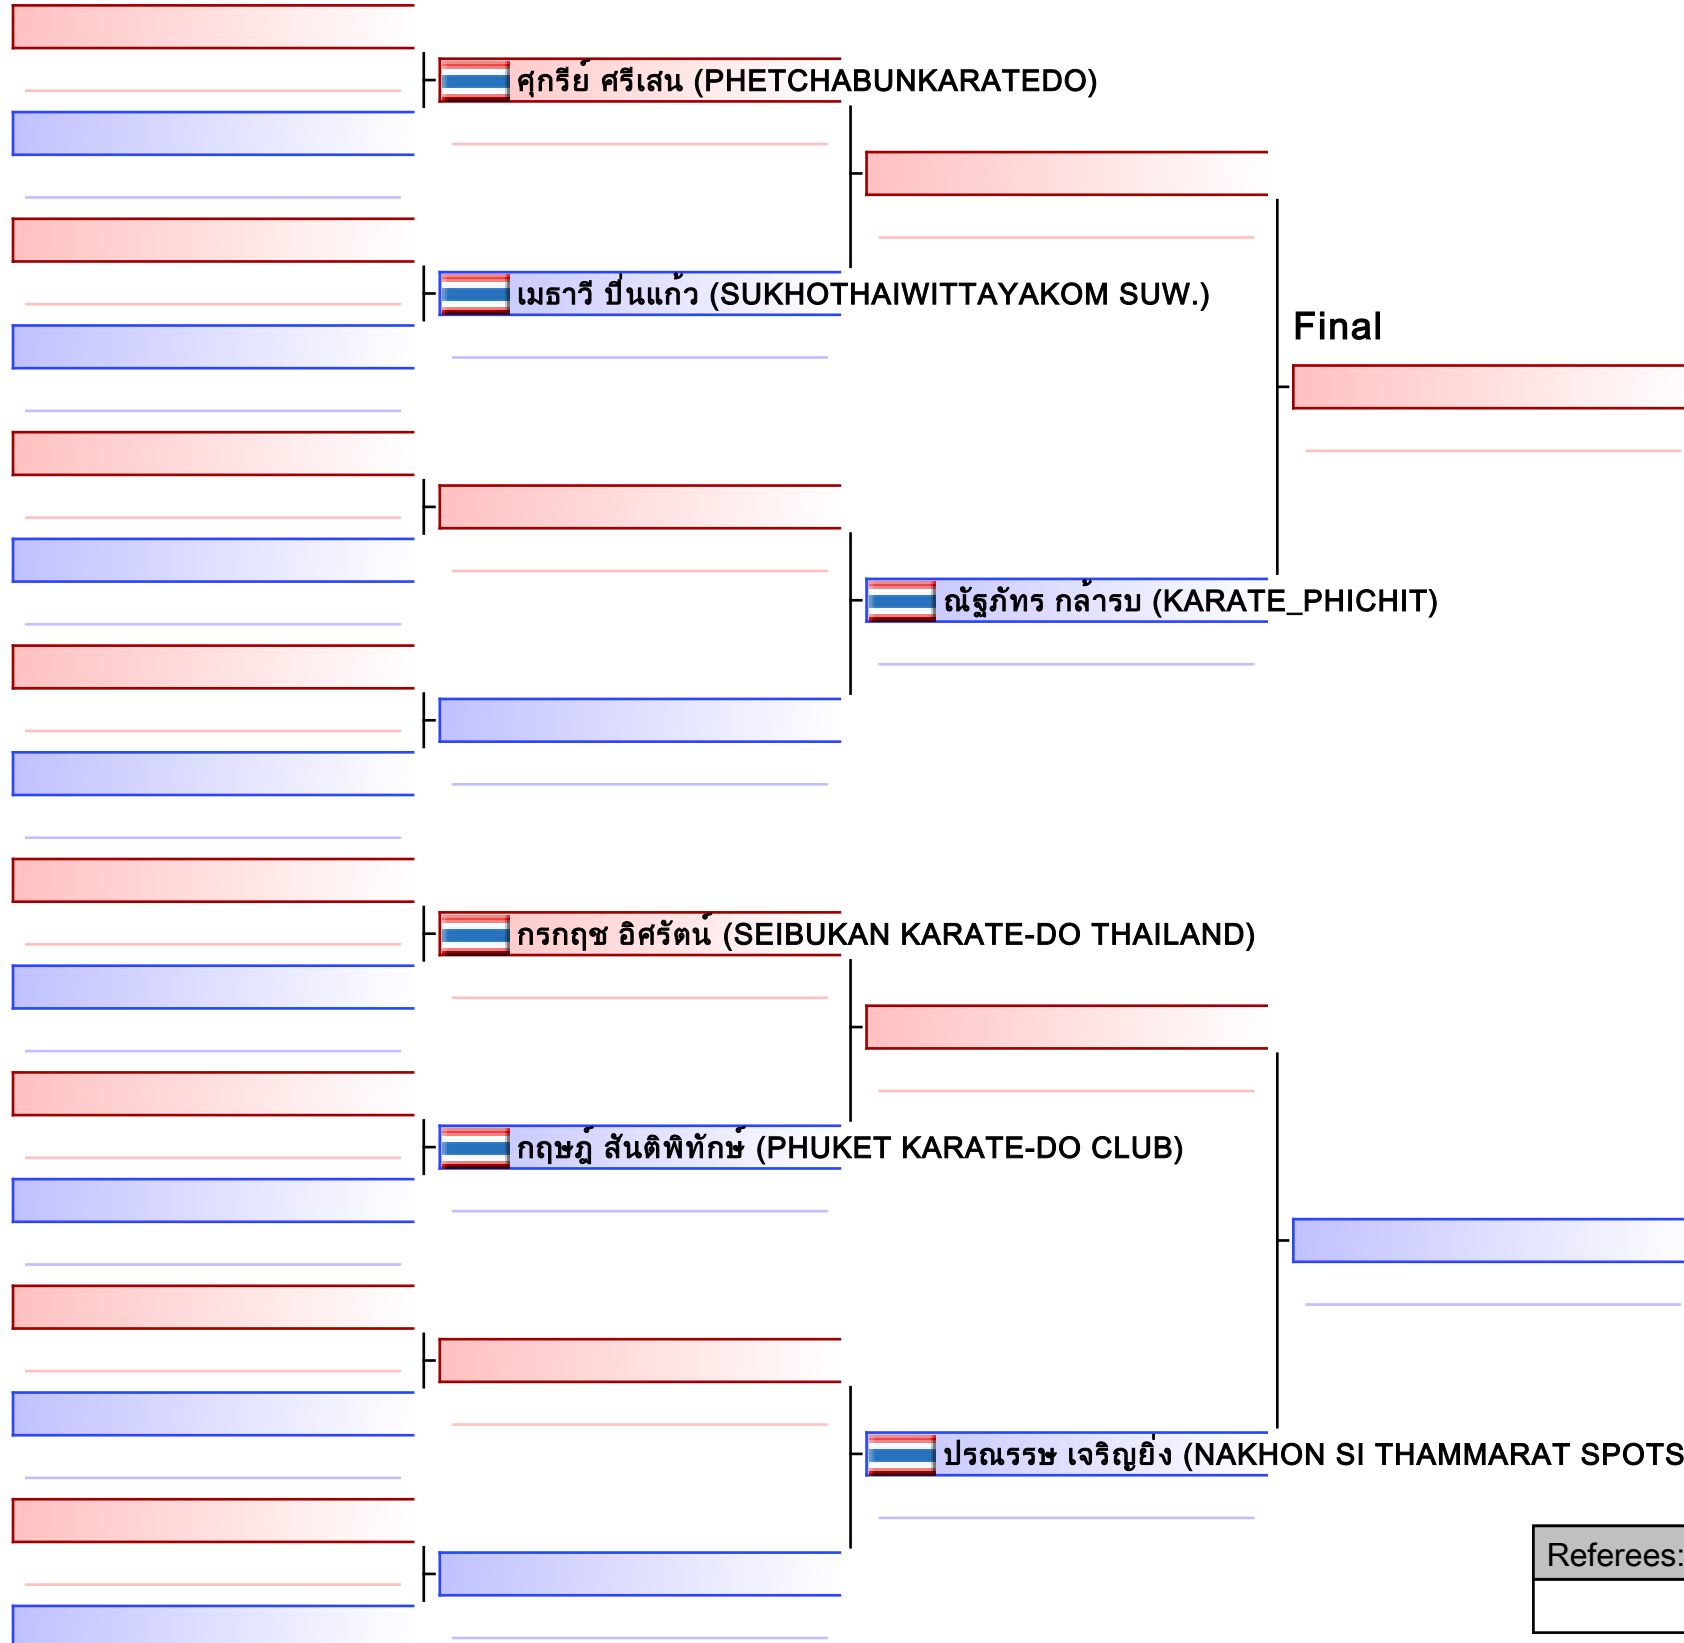 ศุกรีย์ ศรีเสน (PHETCHABUNKARATEDO)
เมธาวี ปิ่นแก้ว (SUKHOTHAIWITTAYAKOM SUW.)
Final
ณัฐภัทร กล้ารบ (KARATE_PHICHIT)
กรกฤช อิศรัตน์ (SEIBUKAN KARATE-DO THAILAND)
กฤษฎ์ สันติพิทักษ์ (PHUKET KARATE-DO CLUB)
ปรณรรษ เจริญยิ่ง (NAKHON SI THAMMARAT SPOTS
Referees: